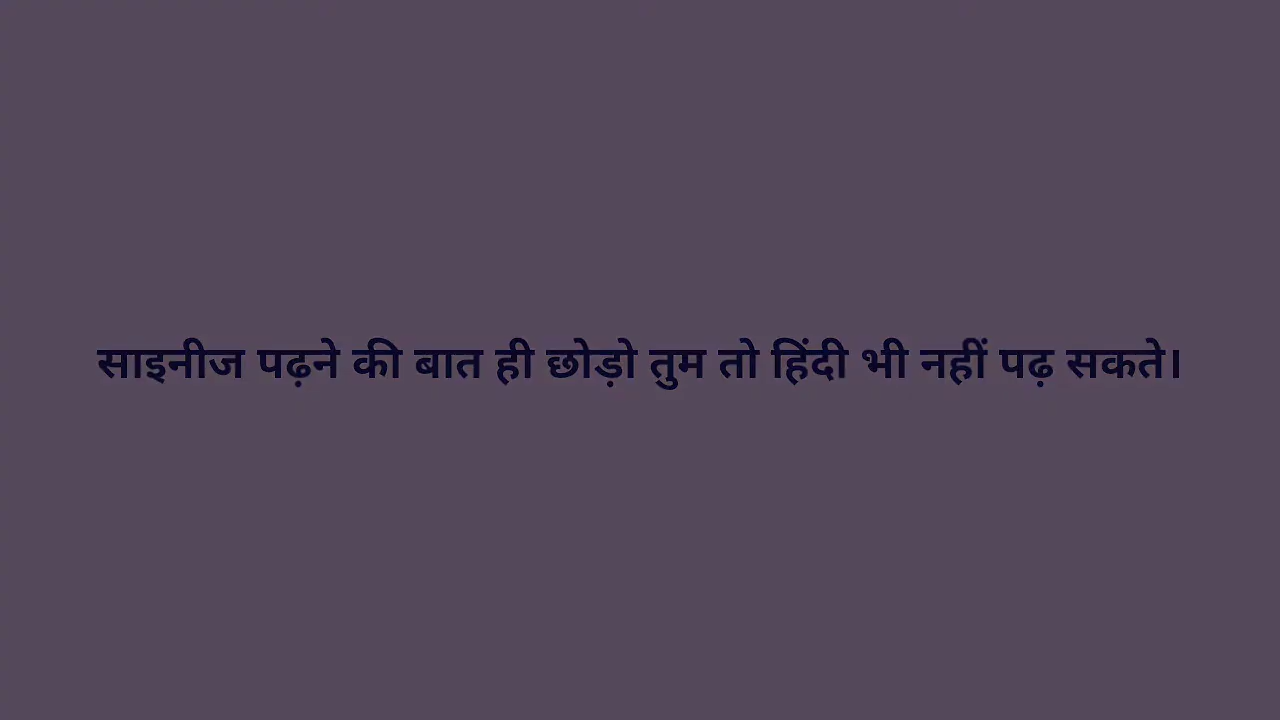 साइनीज पढ़ने की बात ही छोड़ो तुम तो हिंदी भी नहीं पढ़ सकते।